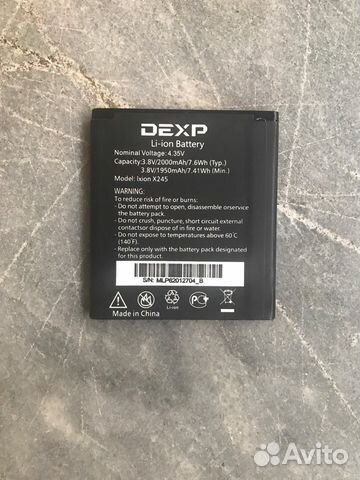 DEXP
Li-ion Battery
Nominal Voltage: 4.35V
Capacity:3.8V/2000mAh/7.6Wh (Typ.)
3.8V/1950mAh/7.41Wh (Min.)
Model: Ixion X245
WARNING:
To reduce risk of fire or burns:
- Do not attempt to open, disassemble orservice
the battery pack.
- Do not crush, puncture, short circuit external
contactsor dispose of in fire or water.
- Do not expose to temperatures above 60℃
(140℉).
- Replace only with the battery pack designated
for this product.
S/N: MLP62012704_B
Made in China
Li-ion
Avito